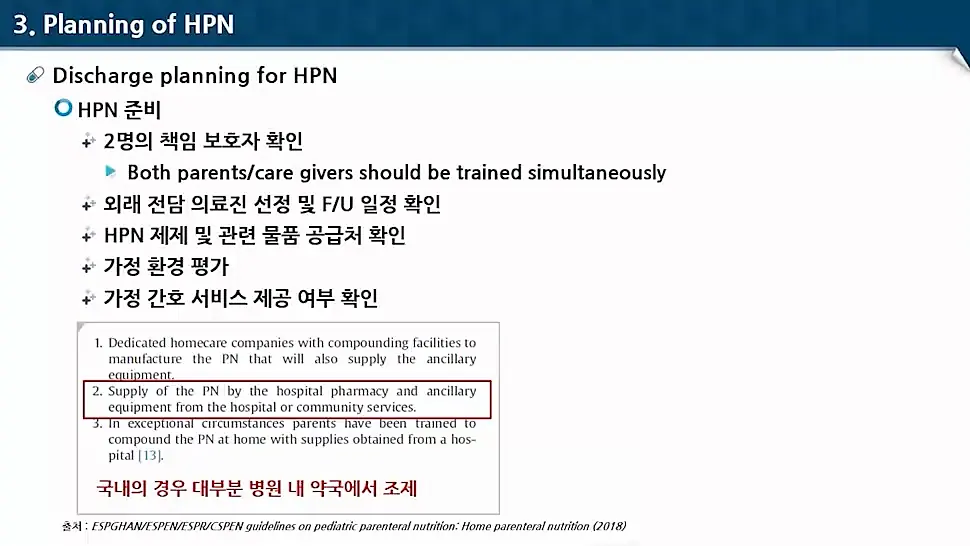 3. Planning of HPN
Discharge planning for HPN
HPN 준비
2명의 책임 보호자 확인
Both parents/care givers should be trained simultaneously
외래 전담 의료진 선정 및 F/U 일정 확인
HPN 제제 및 관련 물품 공급처 확인
가정 환경 평가
가정 간호 서비스 제공 여부 확인
1. Dedicated homecare companies with compounding facilities to
manufacture the PN that will also supply the ancillary
equipment.
2. Supply of the PN by the hospital pharmacy and ancillary
equipment from the hospital or community services.
3. In exceptional circumstances parents have been trained to
compound the PN at home with supplies obtained from a hos-
pital [13].
국내의 경우 대부분 병원 내 약국에서 조제
출처 : ESPGHAN/ESPEN/ESPR/CSPEN guidelines on pediatric parenteral nutrition: Home parenteral nutrition (2018)